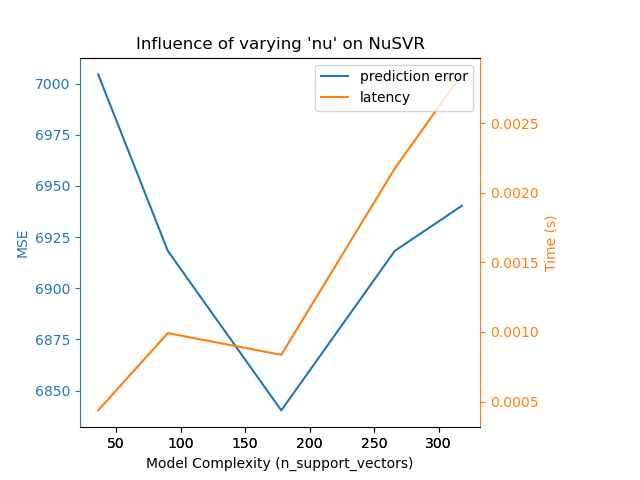 Influence of varying 'nu' on NuSVR
prediction error
latency
7000
6975
6950
6925
6900
6875
6850
MSE
0.0025
0.0020
0.0015
0.0010
0.0005
Time (s)
50 100 150 200 250 300
Model Complexity (n_support_vectors)